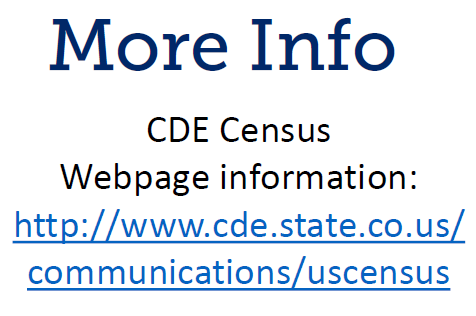 More Info
CDE Census
Webpage information:
http://www.cde.state.co.us/
communications/uscensus